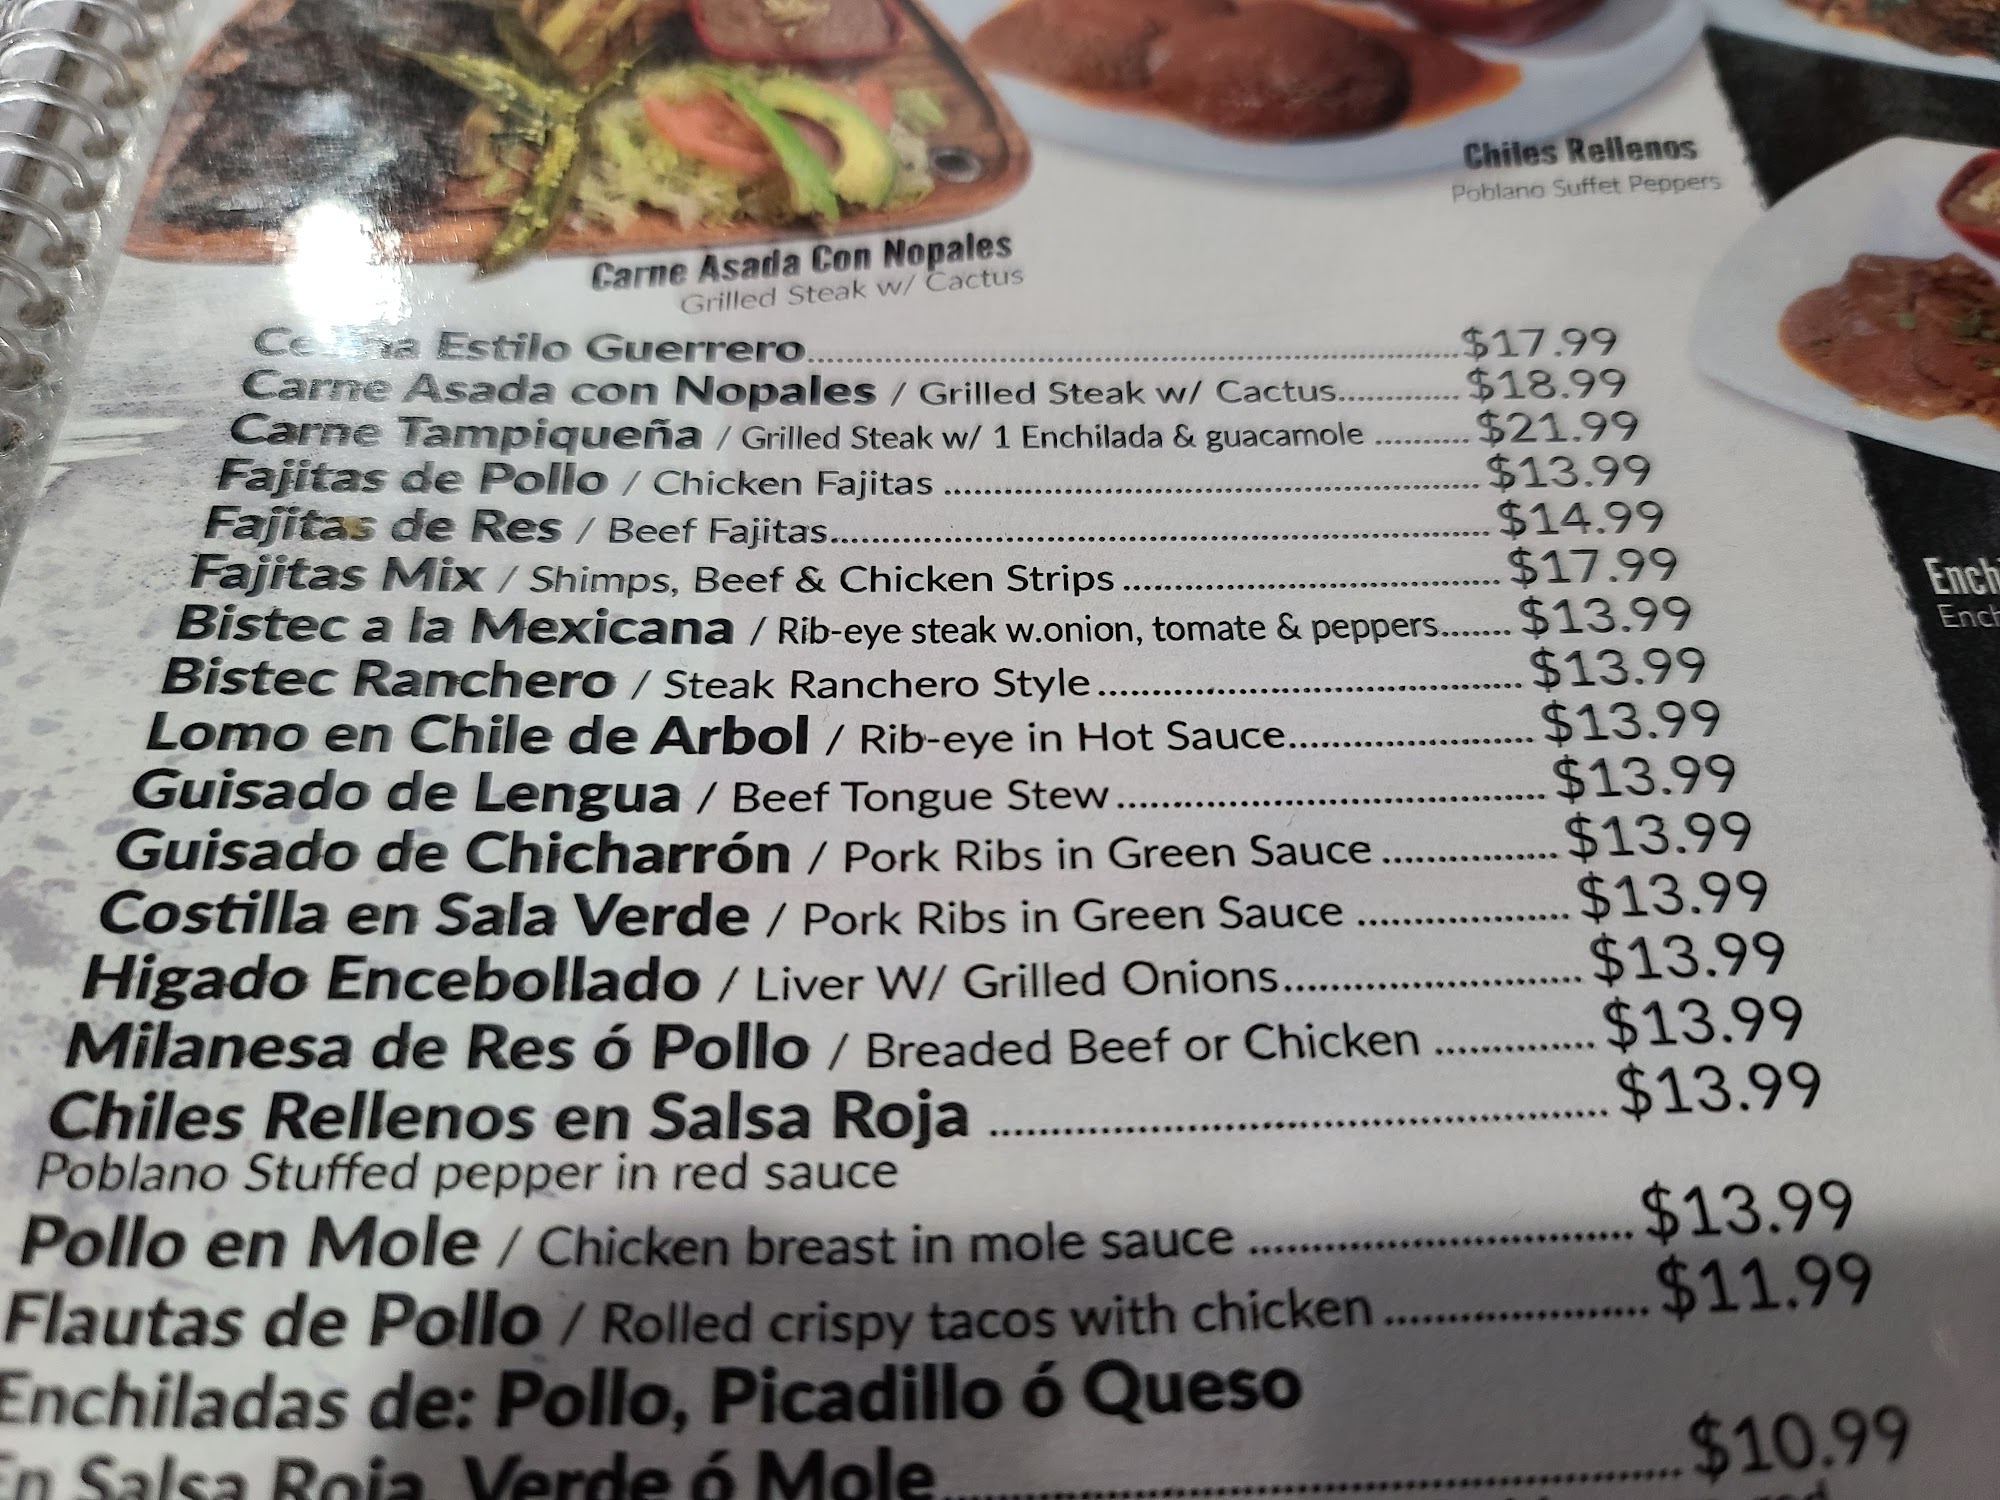 Chiles Rellenos
Poblano Suffet Peppers
Carne Asada Con Nopales
Grilled Steak w/ Cactus
Estilo Guerrero $17.99
Carne Asada con Nopales / Grilled Steak w/ Cactus $18.99
Carne Tampiqueña / Grilled Steak w/ 1 Enchilada & guacamole $21.99
Fajitas de Pollo / Chicken Fajitas $13.99
Fajitas de Res / Beef Fajitas $14.99
Fajitas Mix / Shimps, Beef & Chicken Strips $17.99
Bistec a la Mexicana / Rib-eye steak w.onion, tomate & peppers $13.99
Bistec Ranchero / Steak Ranchero Style $13.99
Lomo en Chile de Arbol / Rib-eye in Hot Sauce $13.99
Guisado de Lengua / Beef Tongue Stew $13.99
Guisado de Chicharrón / Pork Ribs in Green Sauce $13.99
Costilla en Sala Verde / Pork Ribs in Green Sauce $13.99
Higado Encebollado / Liver W/ Grilled Onions $13.99
Milanesa de Res ó Pollo / Breaded Beef or Chicken $13.99
Chiles Rellenos en Salsa Roja $13.99
Poblano Stuffed pepper in red sauce
Pollo en Mole / Chicken breast in mole sauce $13.99
Flautas de Pollo / Rolled crispy tacos with chicken $11.99
Enchiladas de: Pollo, Picadillo ó Queso
En Salsa Roja, Verde ó Mole $10.99